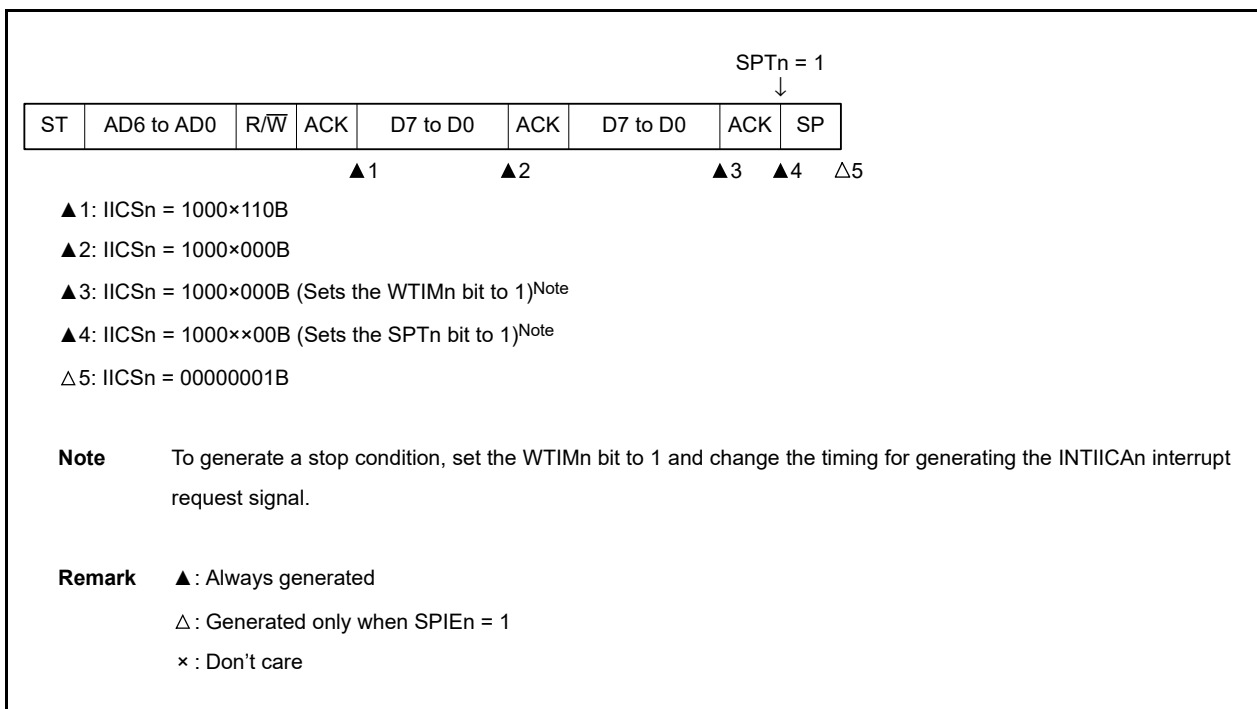 SPTn = 1
↓
ST AD6 to AD0 R/W̅ ACK D7 to D0 ACK D7 to D0 ACK SP
▲1 ▲2 ▲3 ▲4 △5
▲1: IICSn = 1000×110B
▲2: IICSn = 1000×000B
▲3: IICSn = 1000×000B (Sets the WTIMn bit to 1)Note
▲4: IICSn = 1000××00B (Sets the SPTn bit to 1)Note
△5: IICSn = 00000001B
Note To generate a stop condition, set the WTIMn bit to 1 and change the timing for generating the INTIICAn interrupt
request signal.
Remark ▲: Always generated
△: Generated only when SPIEn = 1
×: Don't care